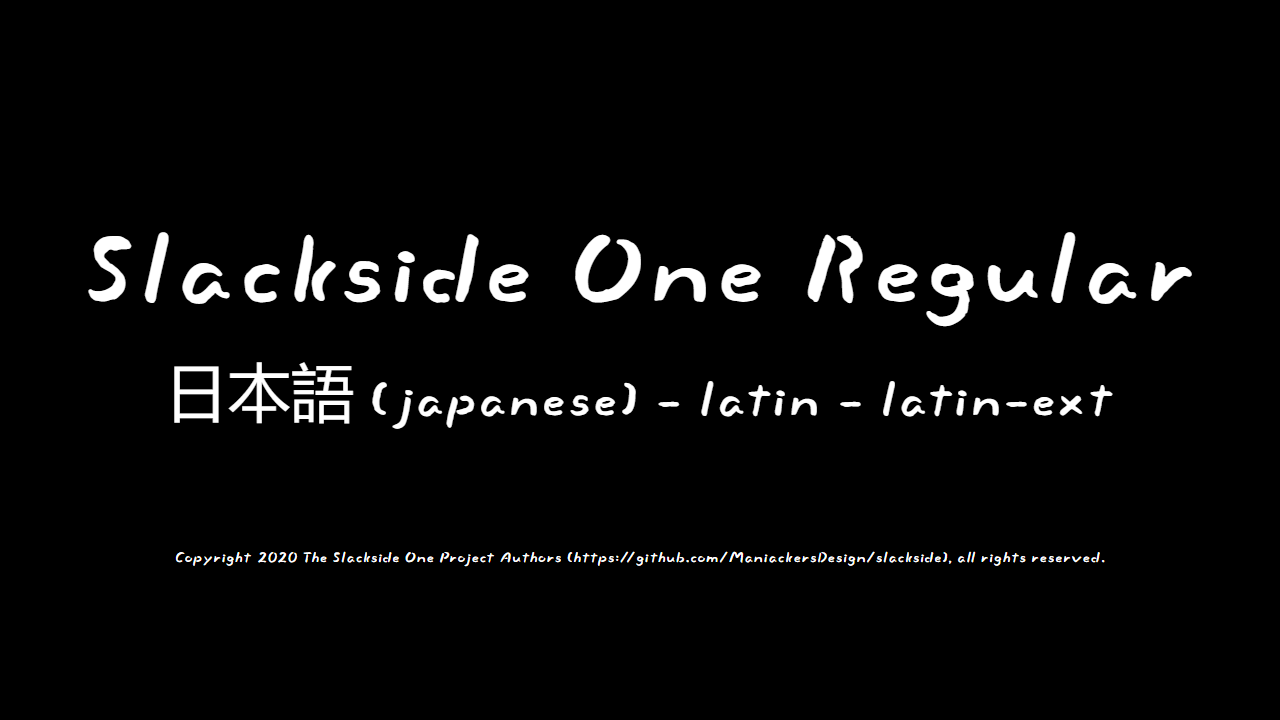 Slackside One Regular
日本語 (japanese) - latin - latin-ext
Copyright 2020 The Slackside One Project Authors (https://github.com/ManiackersDesign/slackside), all rights reserved.